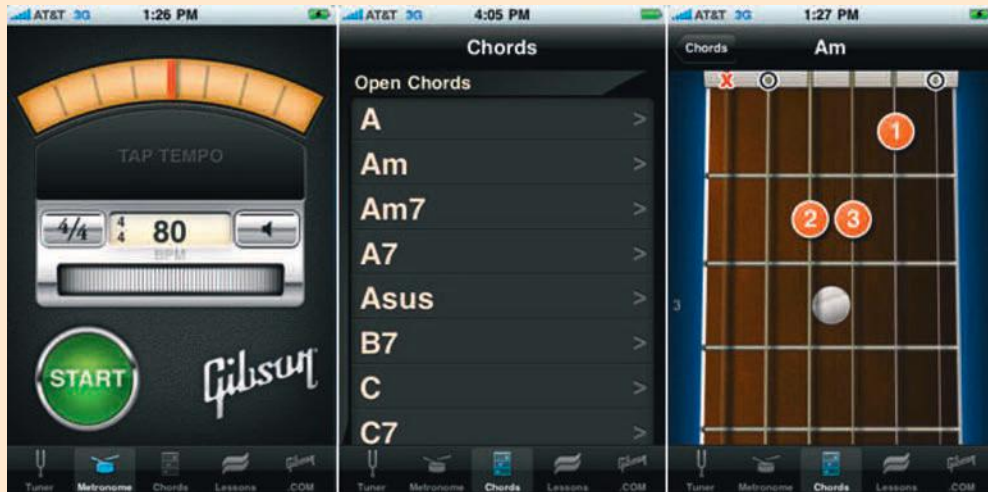 AT&T 3G 1:26 PM
TAP TEMPO
4/4 4 4 80
BPM
START
Gibson
Tuner Metronome Chords Lessons .COM
AT&T 3G 4:05 PM
Chords
Open Chords
A >
Am >
Am7 >
A7 >
Asus >
B7 >
C >
C7 >
Tuner Metronome Chords Lessons Gibson .COM
AT&T 3G 1:27 PM
Chords Am
X
1
2 3
3
Tuner Metronome Chords Lessons Gibson .COM